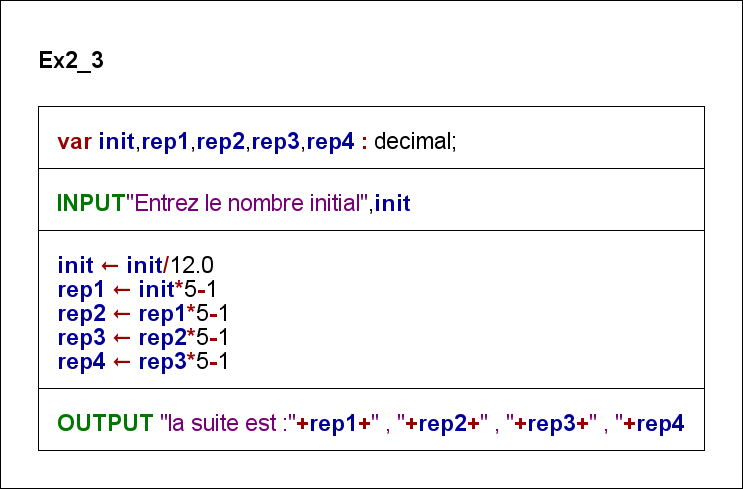 Ex2_3
var init,rep1,rep2,rep3,rep4 : decimal;
INPUT"Entrez le nombre initial",init
init ← init/12.0
rep1 ← init*5-1
rep2 ← rep1*5-1
rep3 ← rep2*5-1
rep4 ← rep3*5-1
OUTPUT "la suite est :"+rep1+" , "+rep2+" , "+rep3+" , "+rep4